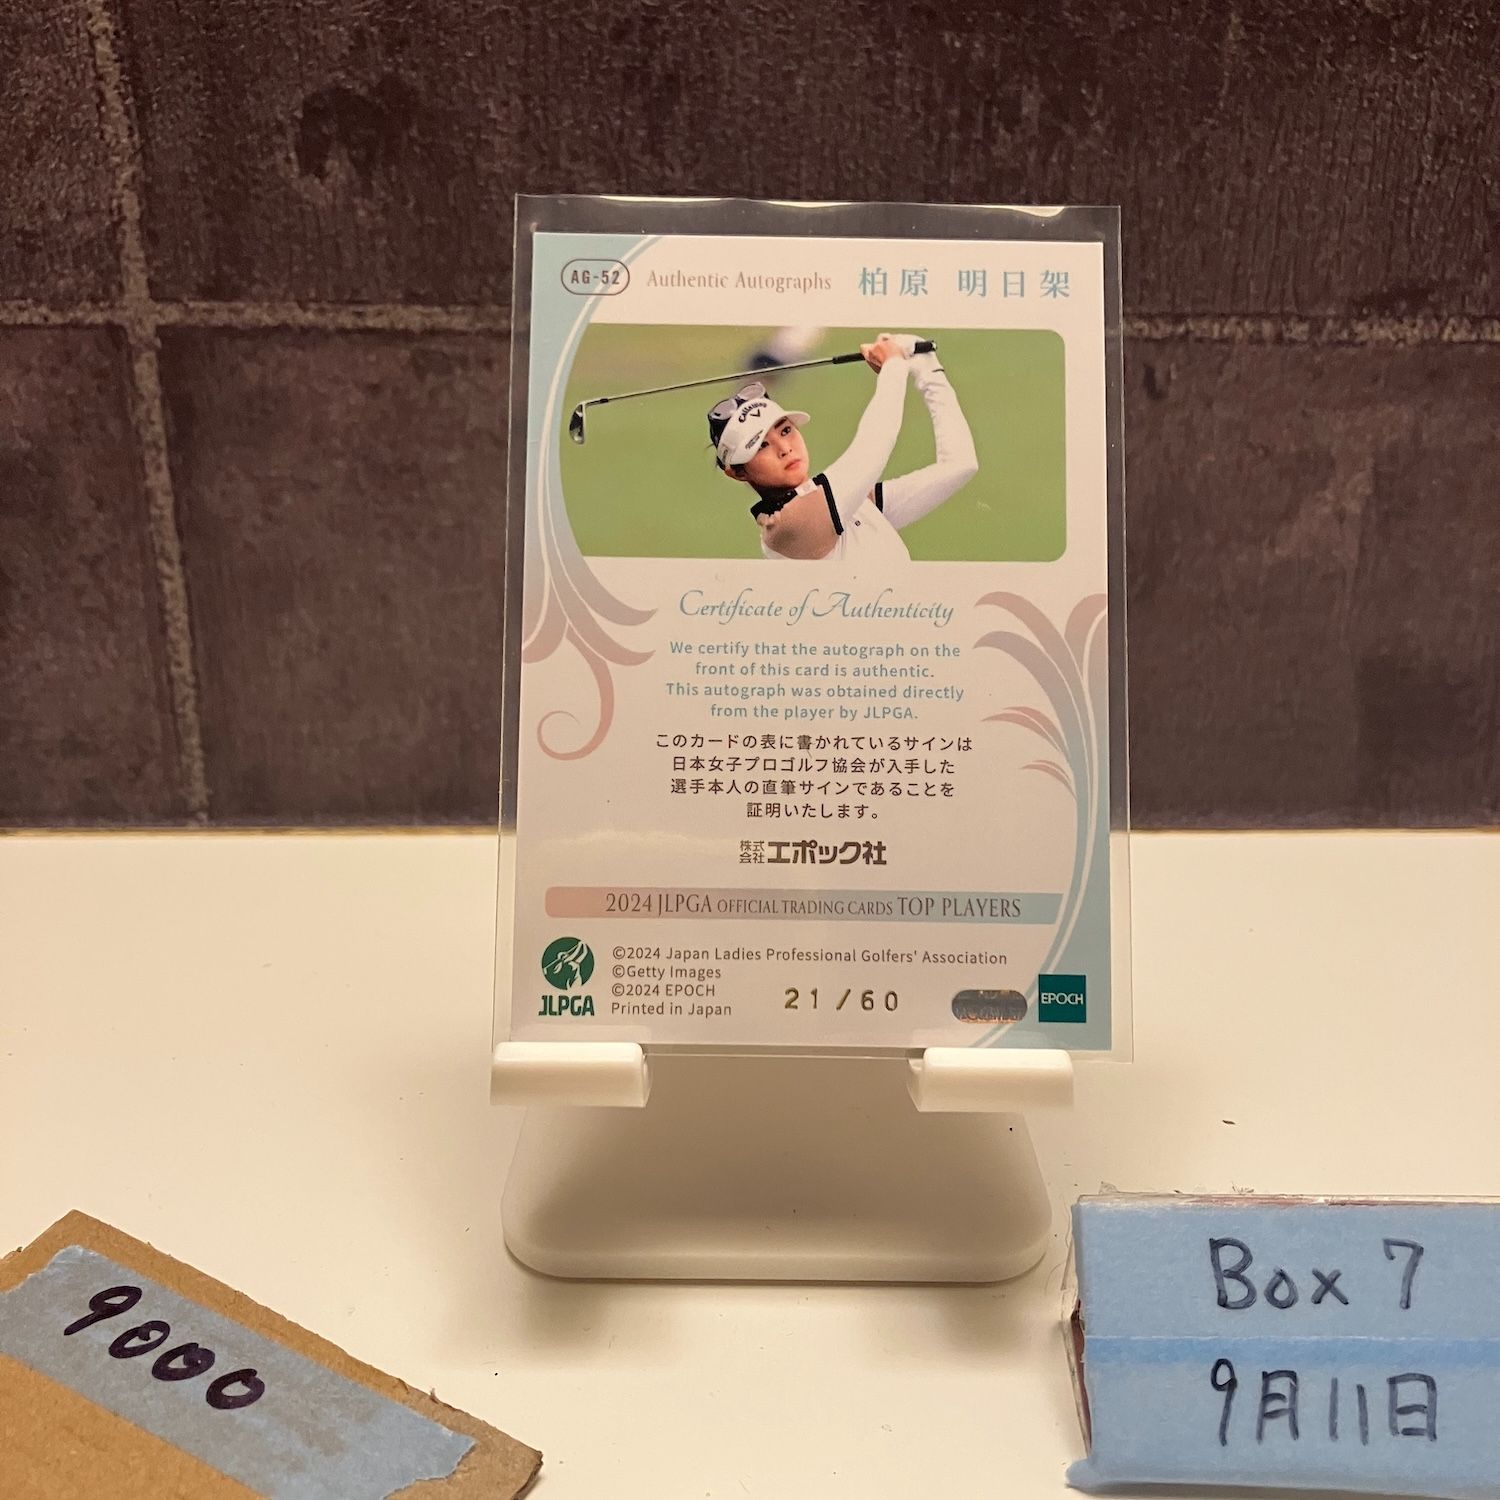 AG-52 Authentic Autographs 柏原 明日架
Callaway
Certificate of Authenticity
We certify that the autograph on the
front of this card is authentic.
This autograph was obtained directly
from the player by JLPGA.
このカードの表に書かれているサインは
日本女子プロゴルフ協会が入手した
選手本人の直筆サインであることを
証明いたします。
株式会社エポック社
2024 JLPGA OFFICIAL TRADING CARDS TOP PLAYERS
©2024 Japan Ladies Professional Golfers' Association
©Getty Images
©2024 EPOCH
Printed in Japan
JLPGA
21/60
EPOCH
9000
Box 7
9月11日